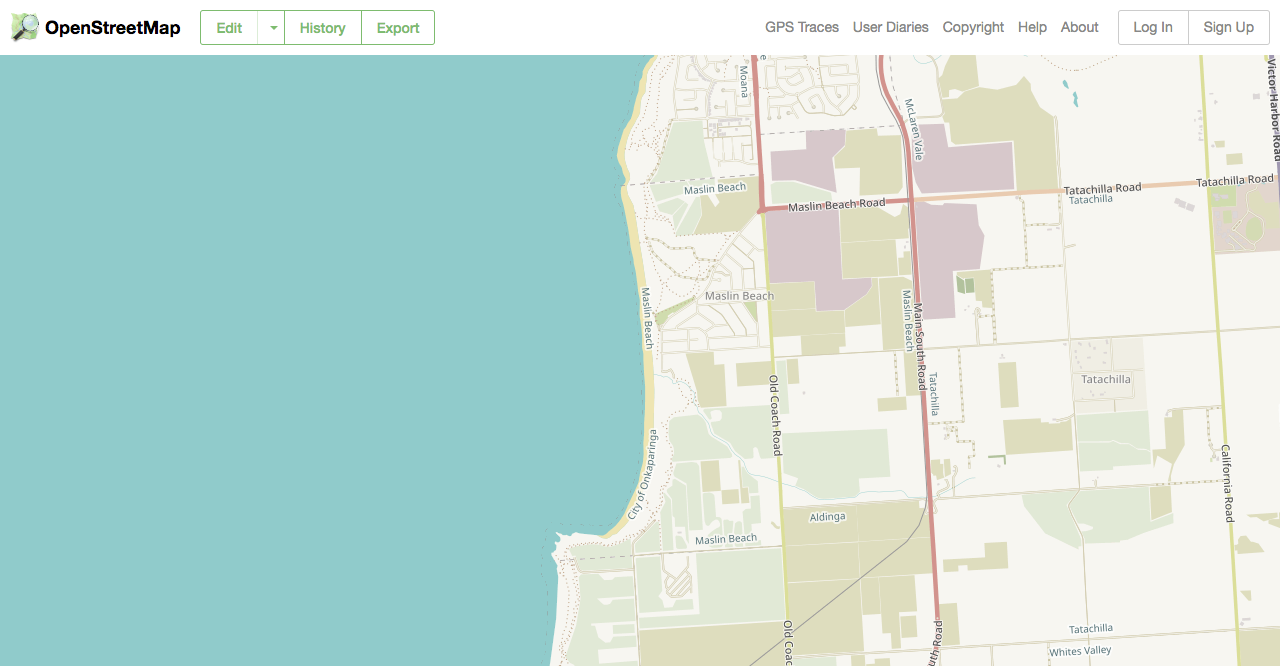 OpenStreetMap
Edit
History
Export
GPS Traces
User Diaries
Copyright
Help
About
Log In
Sign Up
Moana
McLaren Vale
Victor Harbor Road
Maslin Beach
Tatachilla Road
Tatachilla Road
Tatachilla
Maslin Beach Road
Maslin Beach
Maslin Beach
Maslin Beach
Main South Road
Tatachilla
Tatachilla
Old Coach Road
City of Onkaparinga
California Road
Aldinga
Maslin Beach
Old Coac
uth Road
Tatachilla
Whites Valley